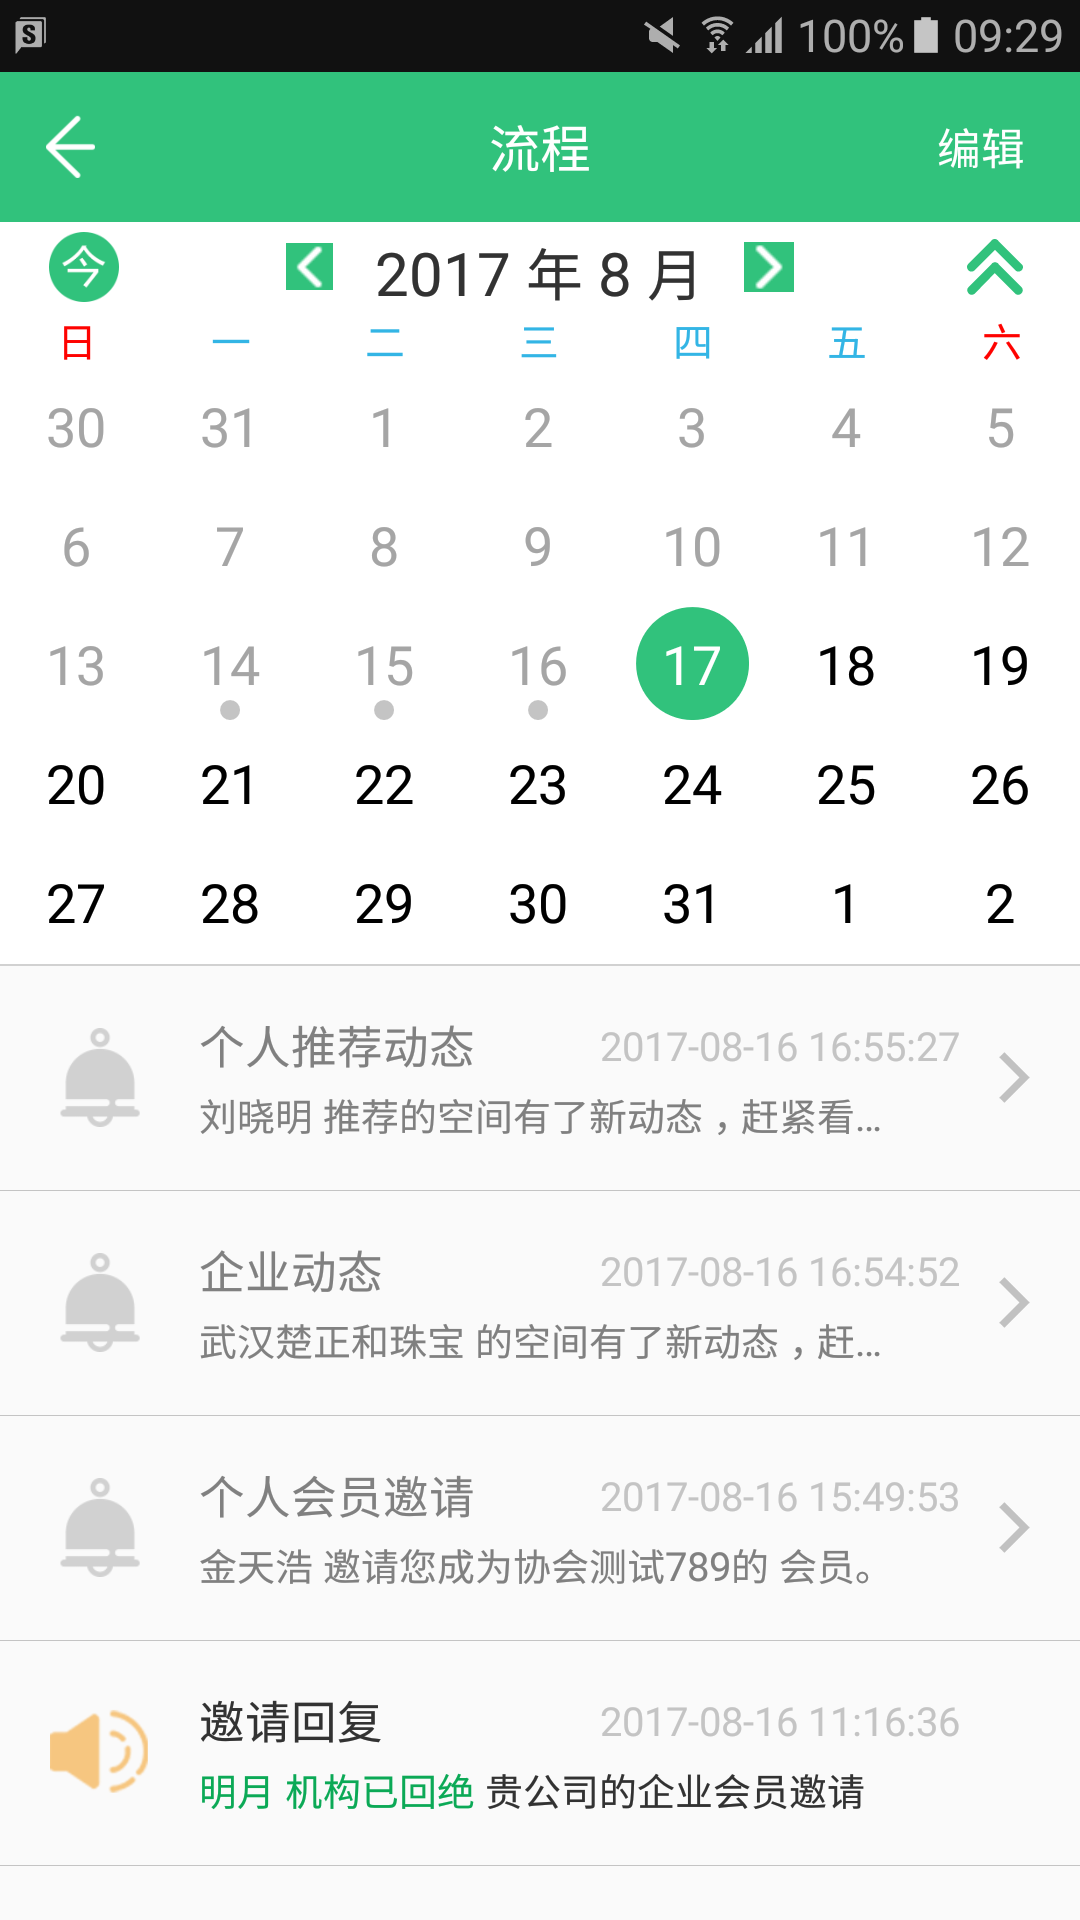 S 100% 09:29
流程 编辑
今 2017 年 8 月
日 一 二 三 四 五 六
30 31 1 2 3 4 5
6 7 8 9 10 11 12
13 14 15 16 17 18 19
20 21 22 23 24 25 26
27 28 29 30 31 1 2
个人推荐动态 2017-08-16 16:55:27
刘晓明 推荐的空间有了新动态，赶紧看...
企业动态 2017-08-16 16:54:52
武汉楚正和珠宝 的空间有了新动态，赶...
个人会员邀请 2017-08-16 15:49:53
金天浩 邀请您成为协会测试789的 会员。
邀请回复 2017-08-16 11:16:36
明月 机构已回绝 贵公司的企业会员邀请